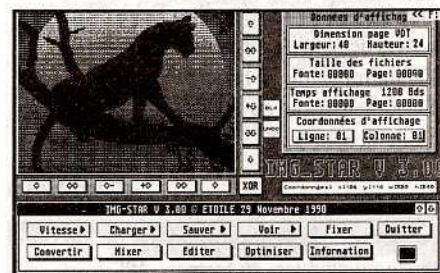 Données d'affichag
Dimension page VDT
Largeur:40 Hauteur:24
Taille des fichiers
Fonte:00000 Page:00090
Temps affichage 1200 Bds
Fonte:00000 Page:00000
Coordonnées d'affichage
Ligne: 01 Colonne: 01
IMG_STAR V 3.00
XOR
IMG-STAR V 3.00 © ETOILE 29 Novembre 1990
Vitesse Charger Sauver Voir Fixer Quitter
Convertir Mixer Editer Optimiser Information